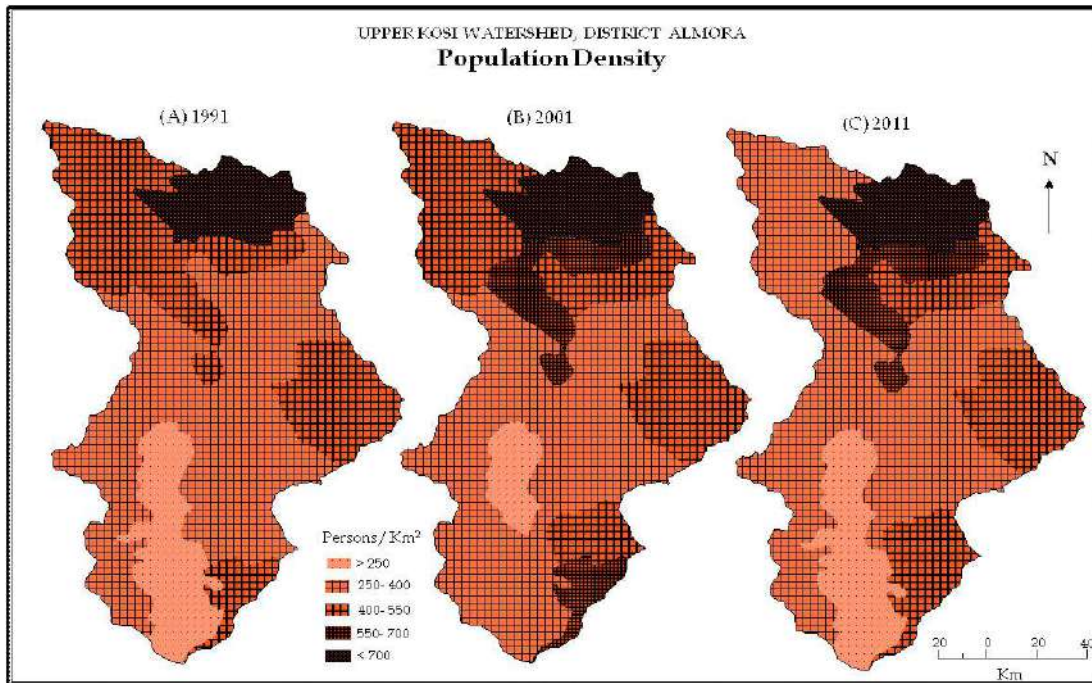 UPPER KOSI WATERSHED, DISTRICT ALMORA
Population Density
(A) 1991
(B) 2001
(C) 2011
N
Persons/Km²
> 250
250-400
400-550
550-700
< 700
20 0 20 40
Km